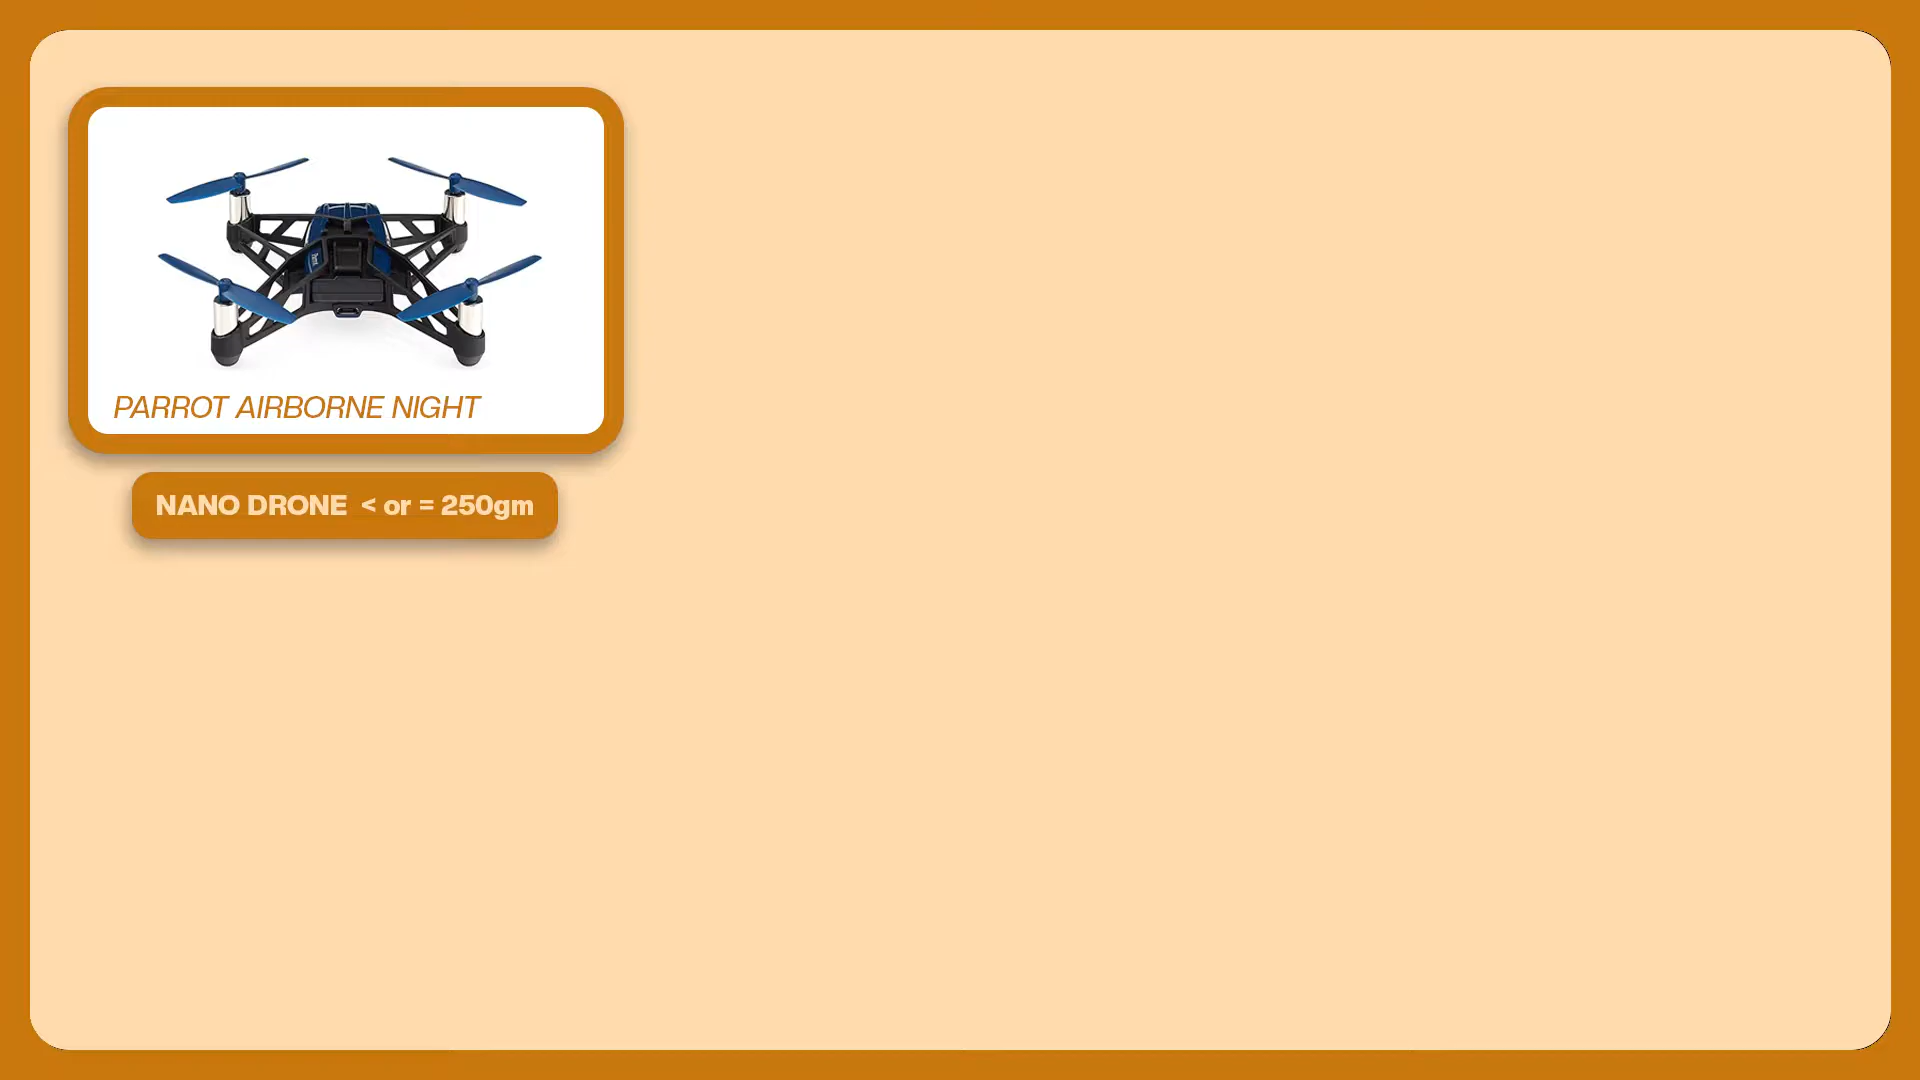 PARROT AIRBORNE NIGHT
NANO DRONE < or = 250gm